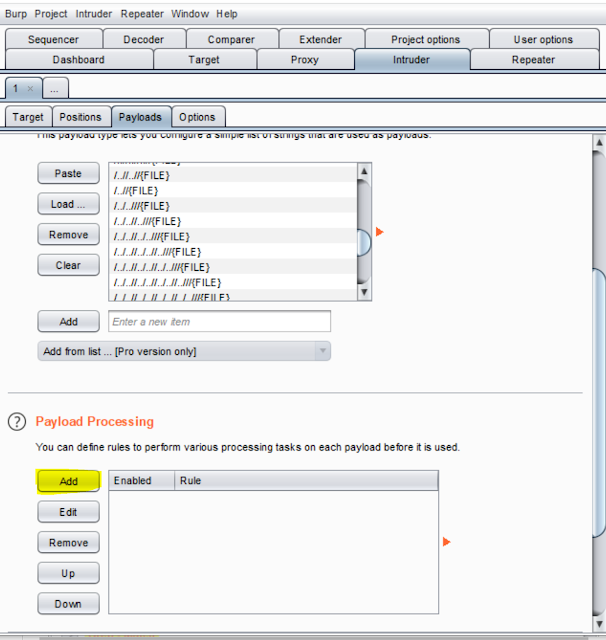 Burp Project Intruder Repeater Window Help
Sequencer Decoder Comparer Extender Project options User options
Dashboard Target Proxy Intruder Repeater
1 × ...
Target Positions Payloads Options
This payload type lets you configure a simple list of strings that are used as payloads.
Paste
/..//..//{FILE}
Load ...
/..//{FILE}
/../..///{FILE}
/../..//..///{FILE}
Remove
/../..//../..///{FILE}
/../..//../..//..///{FILE}
Clear
/../..//../..//../..///{FILE}
/../..//../..//../..//..///{FILE}
/../..//../..//../..//../..///{FILE}
Add Enter a new item
Add from list ... [Pro version only]
? Payload Processing
You can define rules to perform various processing tasks on each payload before it is used.
Add Enabled Rule
Edit
Remove
Up
Down